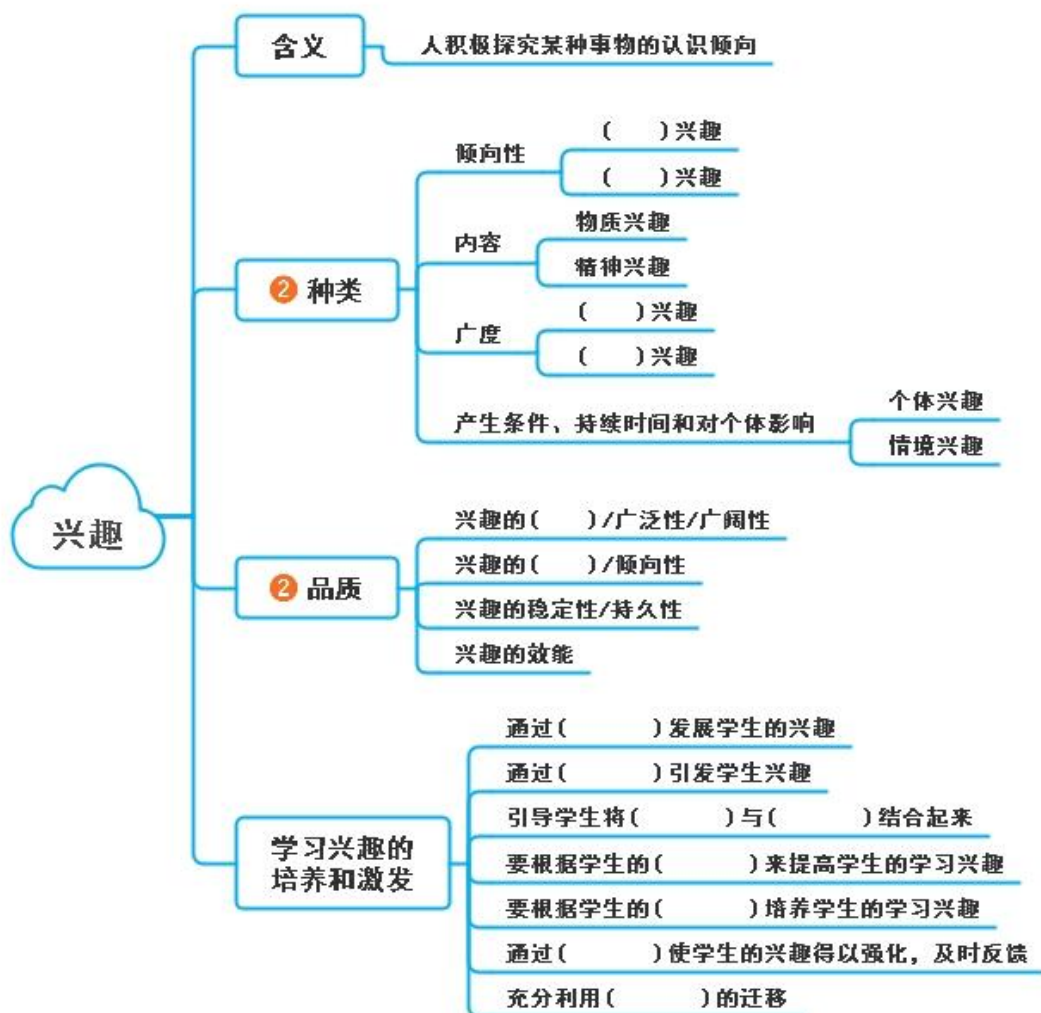 兴趣
含义
人积极探究某种事物的认识倾向
2 种类
倾向性
(    )兴趣
(    )兴趣
内容
物质兴趣
精神兴趣
广度
(    )兴趣
(    )兴趣
产生条件、持续时间和对个体影响
个体兴趣
情境兴趣
2 品质
兴趣的(    )/广泛性/广阔性
兴趣的(    )/倾向性
兴趣的稳定性/持久性
兴趣的效能
学习兴趣的
培养和激发
通过(        )发展学生的兴趣
通过(        )引发学生兴趣
引导学生将(        )与(        )结合起来
要根据学生的(        )来提高学生的学习兴趣
要根据学生的(        )培养学生的学习兴趣
通过(        )使学生的兴趣得以强化，及时反馈
充分利用(        )的迁移